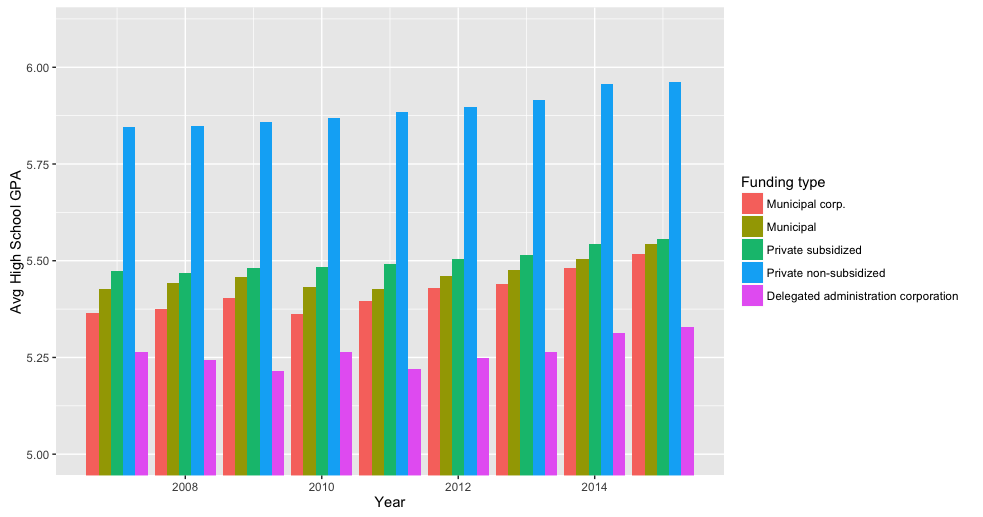 Avg High School GPA
6.00
5.75
5.50
5.25
5.00
2008
2010
2012
2014
Year
Funding type
Municipal corp.
Municipal
Private subsidized
Private non-subsidized
Delegated administration corporation